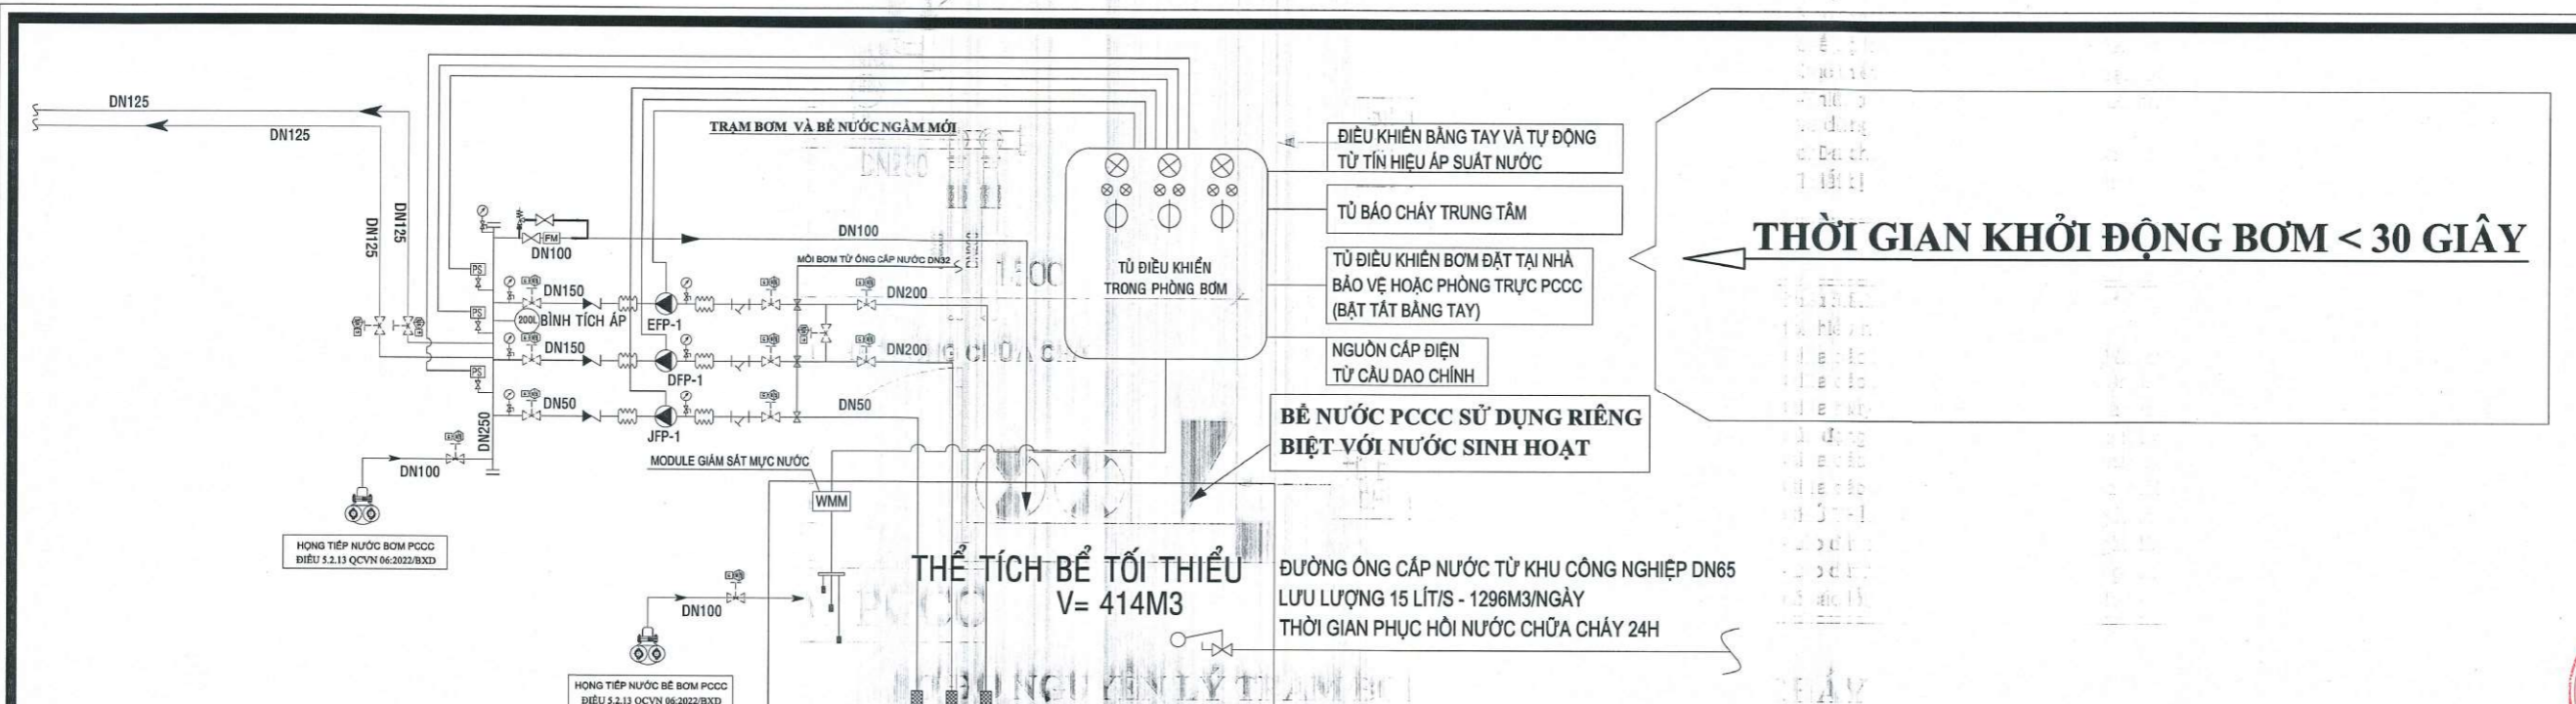 DN125
DN125
TRẠM BƠM VÀ BỂ NƯỚC NGẦM MỚI
DN125
DN125
FM
DN100
DN100
MỒI BƠM TỪ ỐNG CẤP NƯỚC DN32
PS
DN150
EFP-1
DN200
PS
200L
BÌNH TÍCH ÁP
DN150
DFP-1
DN200
PS
DN50
JFP-1
DN50
DN250
DN100
MODULE GIÁM SÁT MỰC NƯỚC
WMM
HỌNG TIẾP NƯỚC BƠM PCCC
ĐIỀU 5.2.13 QCVN 06:2022/BXD
DN100
HỌNG TIẾP NƯỚC BỂ BƠM PCCC
ĐIỀU 5.2.13 QCVN 06:2022/BXD
TỦ ĐIỀU KHIỂN
TRONG PHÒNG BƠM
ĐIỀU KHIỂN BẰNG TAY VÀ TỰ ĐỘNG
TỪ TÍN HIỆU ÁP SUẤT NƯỚC
TỦ BÁO CHÁY TRUNG TÂM
TỦ ĐIỀU KHIỂN BƠM ĐẶT TẠI NHÀ
BẢO VỆ HOẶC PHÒNG TRỰC PCCC
(BẬT TẮT BẰNG TAY)
NGUỒN CẤP ĐIỆN
TỪ CẦU DAO CHÍNH
BỂ NƯỚC PCCC SỬ DỤNG RIÊNG
BIỆT VỚI NƯỚC SINH HOẠT
THỂ TÍCH BỂ TỐI THIỂU
V= 414M3
ĐƯỜNG ỐNG CẤP NƯỚC TỪ KHU CÔNG NGHIỆP DN65
LƯU LƯỢNG 15 LÍT/S - 1296M3/NGÀY
THỜI GIAN PHỤC HỒI NƯỚC CHỮA CHÁY 24H
THỜI GIAN KHỞI ĐỘNG BƠM < 30 GIÂY